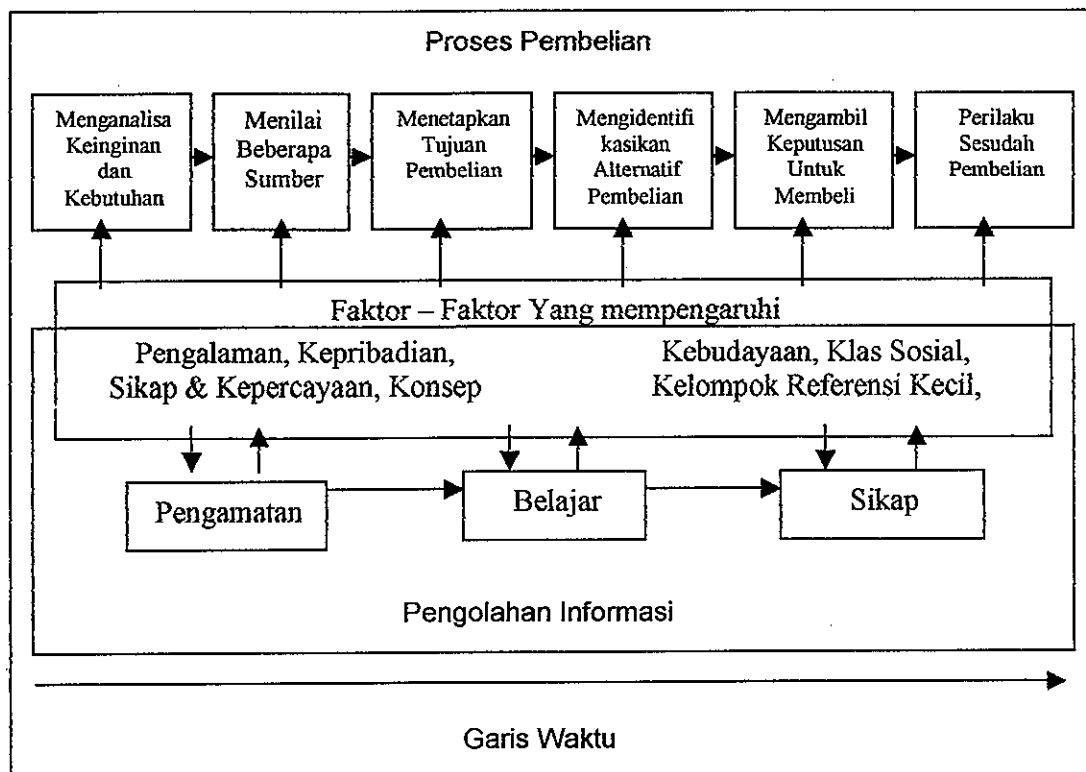 Proses Pembelian
Menganalisa
Keinginan
dan
Kebutuhan
Menilai
Beberapa
Sumber
Menetapkan
Tujuan
Pembelian
Mengidentifi
kasikan
Alternatif
Pembelian
Mengambil
Keputusan
Untuk
Membeli
Perilaku
Sesudah
Pembelian
Faktor – Faktor Yang mempengaruhi
Pengalaman, Kepribadian,
Sikap & Kepercayaan, Konsep
Kebudayaan, Klas Sosial,
Kelompok Referensi Kecil,
Pengamatan
Belajar
Sikap
Pengolahan Informasi
Garis Waktu